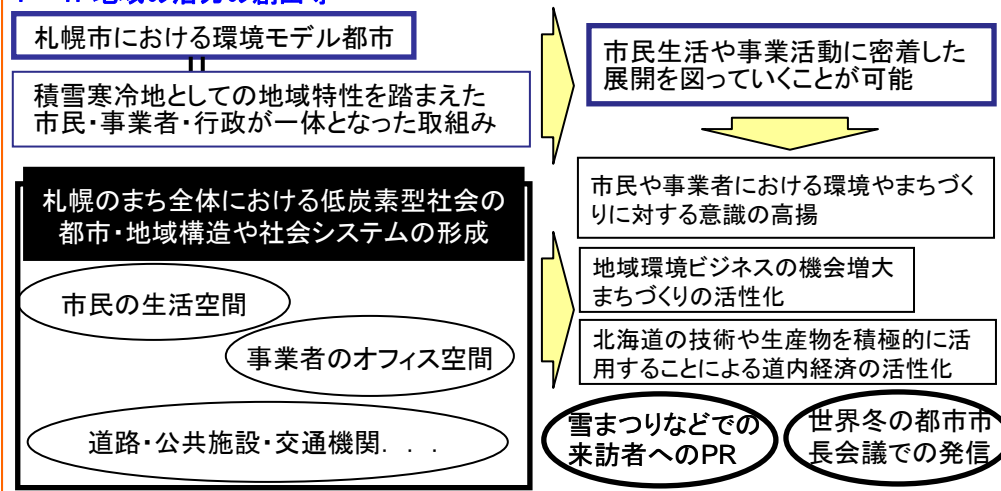 札幌市における環境モデル都市
積雪寒冷地としての地域特性を踏まえた
市民・事業者・行政が一体となった取組み
市民生活や事業活動に密着した
展開を図っていくことが可能
札幌のまち全体における低炭素型社会の
都市・地域構造や社会システムの形成
市民の生活空間
事業者のオフィス空間
道路・公共施設・交通機関. . .
市民や事業者における環境やまちづく
りに対する意識の高揚
地域環境ビジネスの機会増大
まちづくりの活性化
北海道の技術や生産物を積極的に活
用することによる道内経済の活性化
雪まつりなどでの
来訪者へのPR
世界冬の都市市
長会議での発信